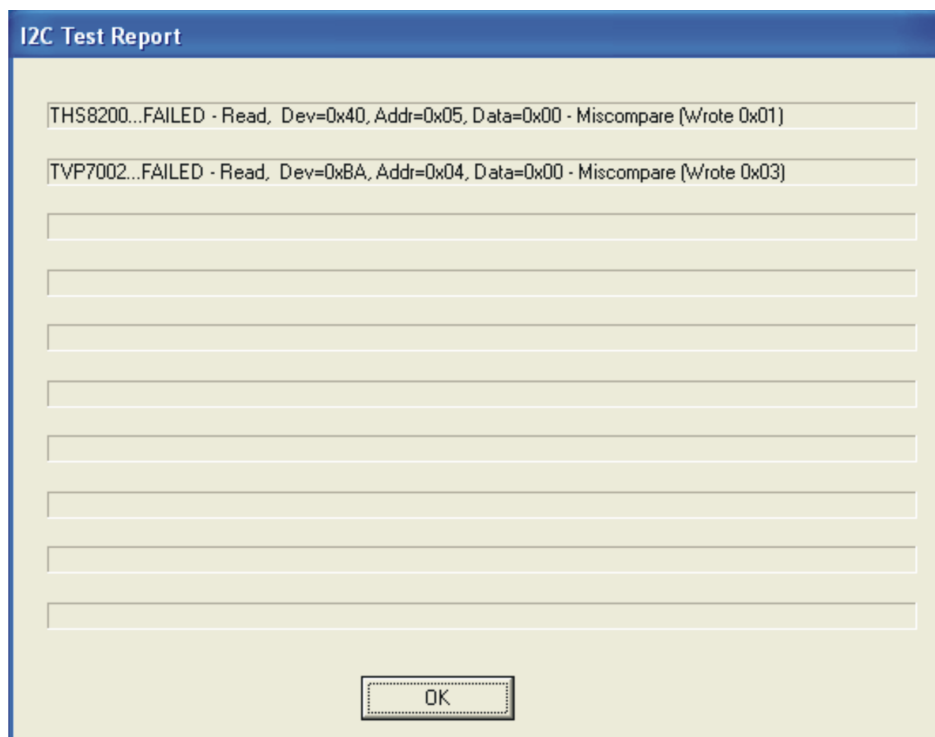 I2C Test Report
THS8200...FAILED - Read,  Dev=0x40, Addr=0x05, Data=0x00 - Miscompare (Wrote 0x01)
TVP7002...FAILED - Read,  Dev=0xBA, Addr=0x04, Data=0x00 - Miscompare (Wrote 0x03)
OK